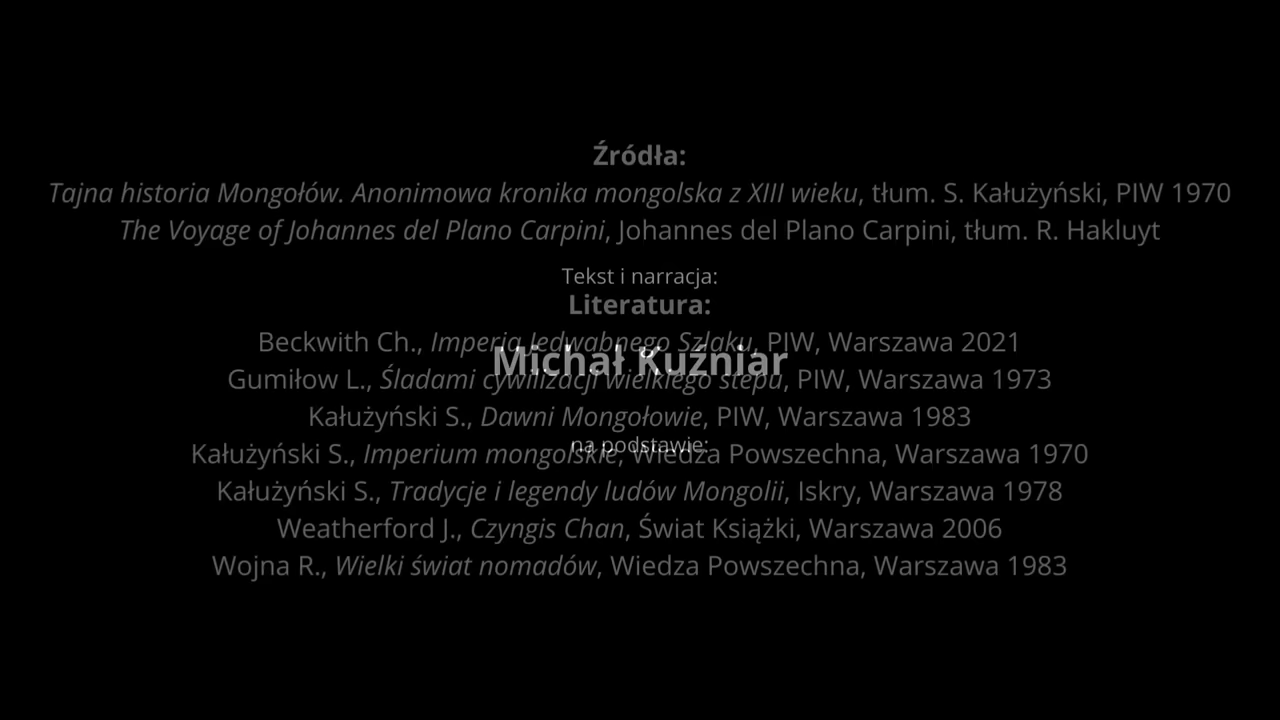 Źródła:
Tajna historia Mongołów. Anonimowa kronika mongolska z XIII wieku, tłum. S. Kałużyński, PIW 1970
The Voyage of Johannes del Plano Carpini, Johannes del Plano Carpini, tłum. R. Hakluyt
Tekst i narracja:
Literatura:
Beckwith Ch., Imperia Jedwabnego Szlaku, PIW, Warszawa 2021
Michał Kuźniar
Gumiłow L., Śladami cywilizacji wielkiego stepu, PIW, Warszawa 1973
Kałużyński S., Dawni Mongołowie, PIW, Warszawa 1983
na podstawie:
Kałużyński S., Imperium mongolskie, Wiedza Powszechna, Warszawa 1970
Kałużyński S., Tradycje i legendy ludów Mongolii, Iskry, Warszawa 1978
Weatherford J., Czyngis Chan, Świat Książki, Warszawa 2006
Wojna R., Wielki świat nomadów, Wiedza Powszechna, Warszawa 1983